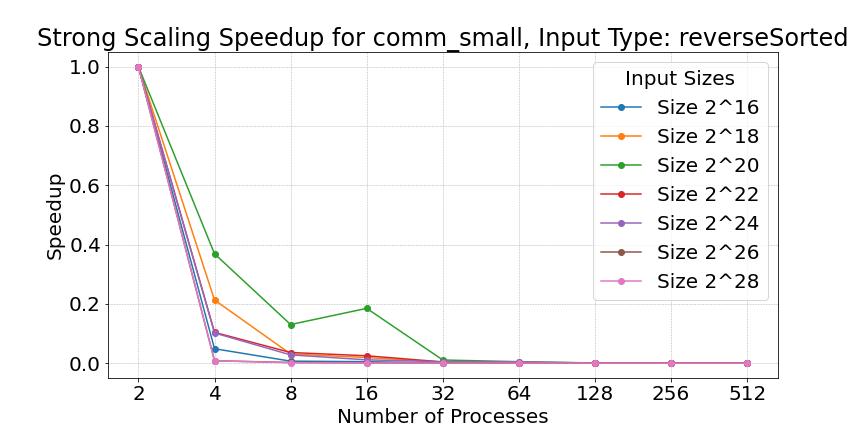 Strong Scaling Speedup for comm_small, Input Type: reverseSorted
Speedup
1.0
0.8
0.6
0.4
0.2
0.0
Input Sizes
Size 2^16
Size 2^18
Size 2^20
Size 2^22
Size 2^24
Size 2^26
Size 2^28
2 4 8 16 32 64 128 256 512
Number of Processes